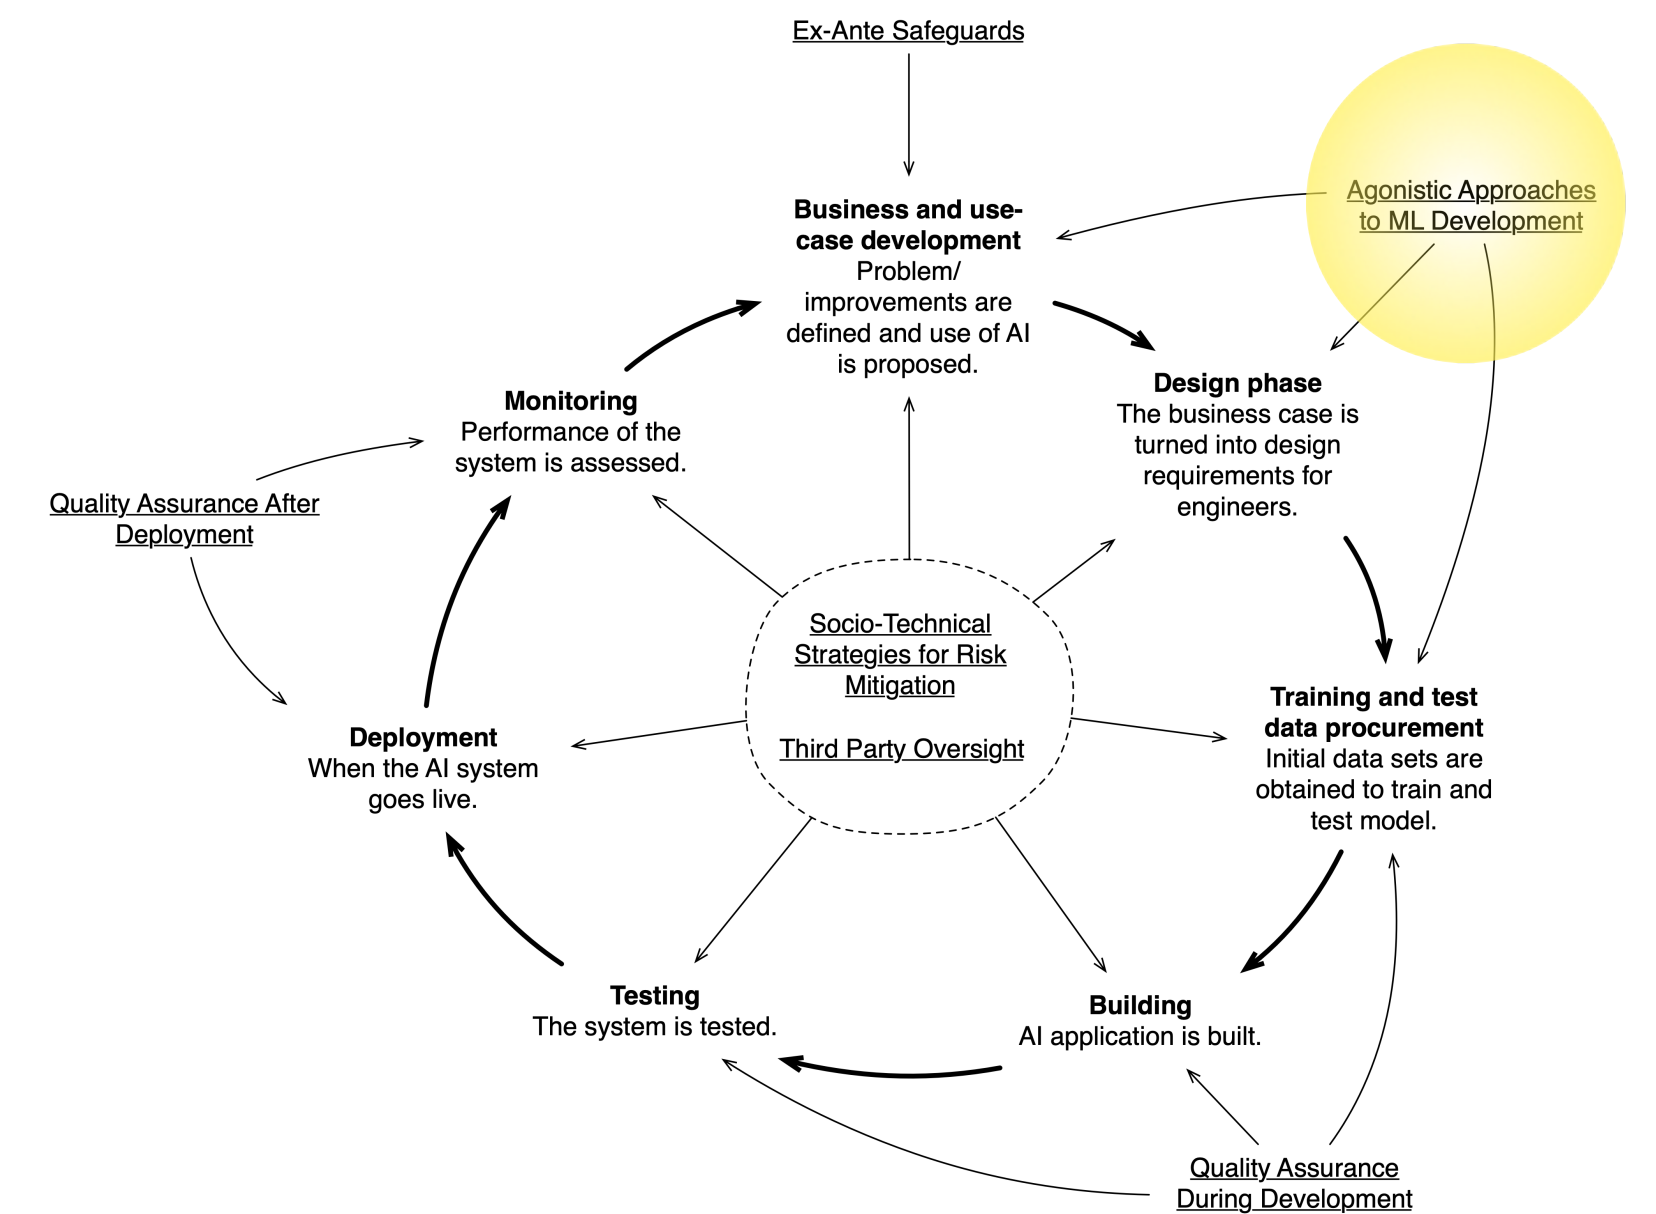 Ex-Ante Safeguards
Agonistic Approaches
to ML Development
Business and use-
case development
Problem/
improvements are
defined and use of AI
is proposed.
Design phase
The business case is
turned into design
requirements for
engineers.
Monitoring
Performance of the
system is assessed.
Quality Assurance After
Deployment
Socio-Technical
Strategies for Risk
Mitigation
Third Party Oversight
Training and test
data procurement
Initial data sets are
obtained to train and
test model.
Deployment
When the AI system
goes live.
Testing
The system is tested.
Building
AI application is built.
Quality Assurance
During Development